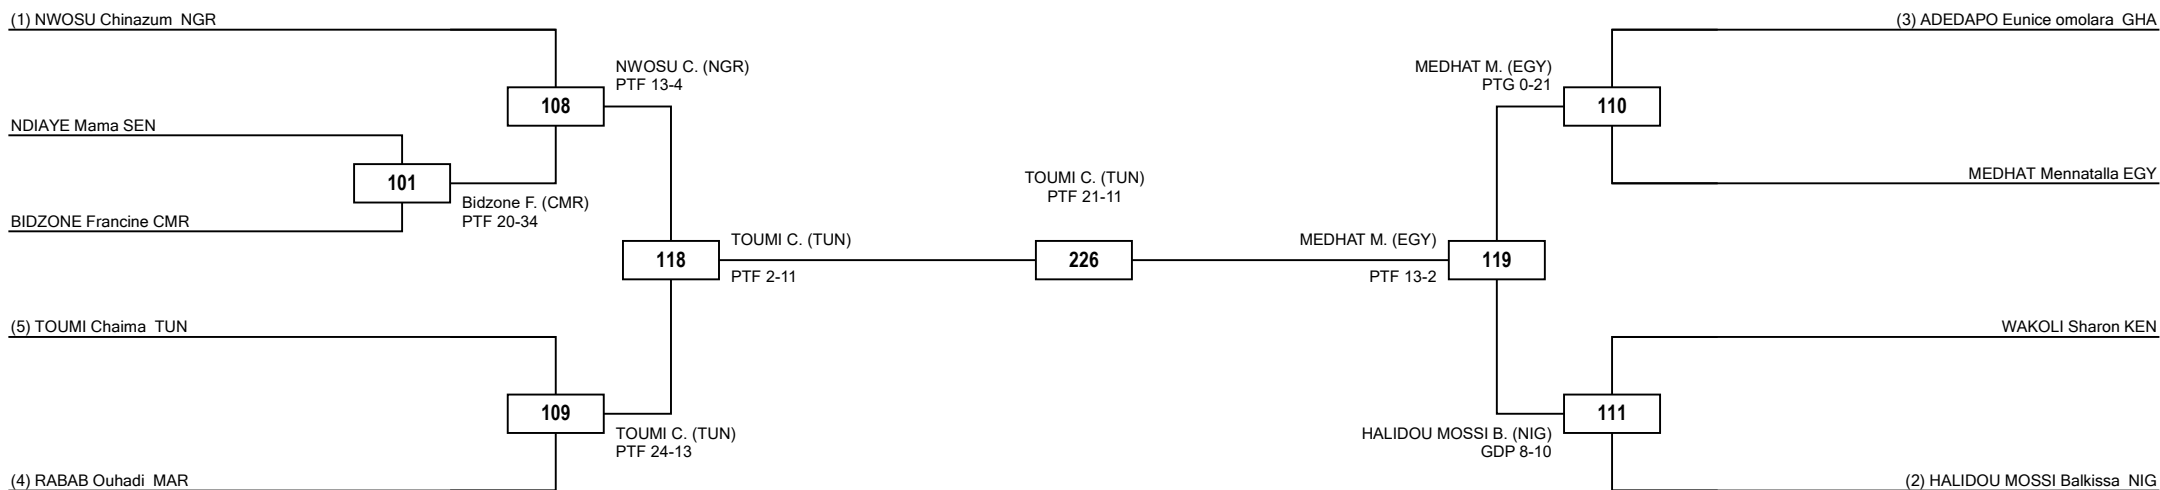 (1) NWOSU Chinazum  NGR
(3) ADEDAPO Eunice omolara  GHA
NWOSU C. (NGR)
PTF 13-4
MEDHAT M. (EGY)
PTG 0-21
108
110
NDIAYE Mama SEN
MEDHAT Mennatalla EGY
101
TOUMI C. (TUN)
PTF 21-11
Bidzone F. (CMR)
PTF 20-34
BIDZONE Francine CMR
TOUMI C. (TUN)
MEDHAT M. (EGY)
118
226
119
PTF 2-11
PTF 13-2
(5) TOUMI Chaima  TUN
WAKOLI Sharon KEN
109
111
TOUMI C. (TUN)
PTF 24-13
HALIDOU MOSSI B. (NIG)
GDP 8-10
(4) RABAB Ouhadi  MAR
(2) HALIDOU MOSSI Balkissa  NIG